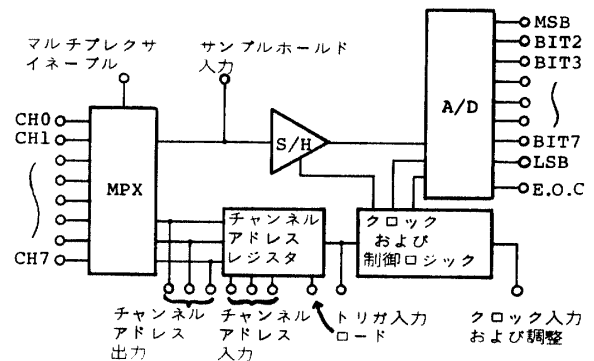 マルチプレクサ
イネーブル
サンプルホールド
入力
MSB
BIT2
BIT3
BIT7
LSB
E.O.C
CH0
CH1
CH7
MPX
S/H
A/D
チャンネル
アドレス
レジスタ
クロック
および
制御ロジック
チャンネル
アドレス
出力
チャンネル
アドレス
入力
トリガ入力
ロード
クロック入力
および調整